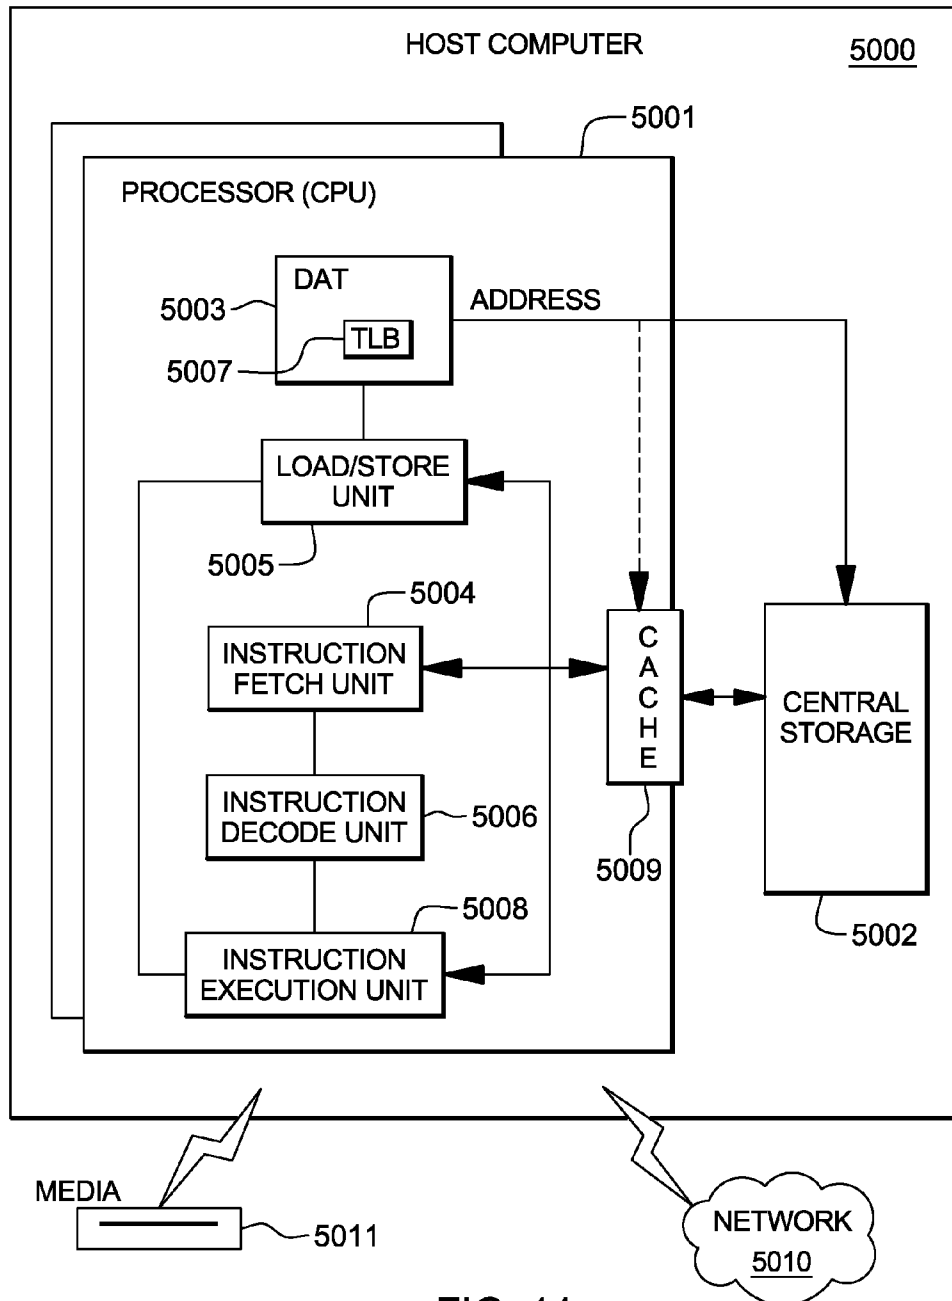 HOST COMPUTER
5000
5001
PROCESSOR (CPU)
DAT
5003
ADDRESS
TLB
5007
LOAD/STORE
UNIT
5005
5004
INSTRUCTION
FETCH UNIT
C
A
C
H
E
CENTRAL
STORAGE
INSTRUCTION
DECODE UNIT
5006
5009
5008
5002
INSTRUCTION
EXECUTION UNIT
MEDIA
5011
NETWORK
5010